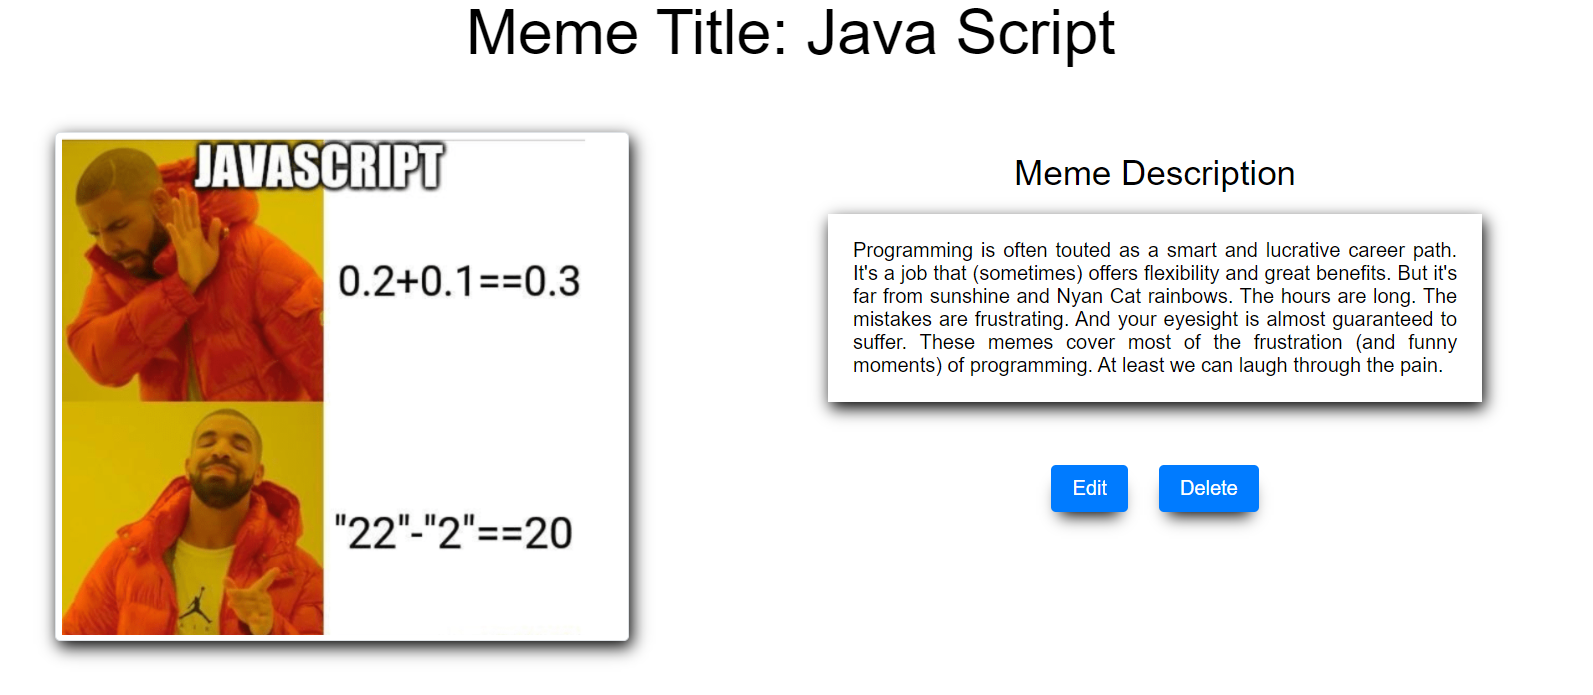 Meme Title: Java Script
JAVASCRIPT
0.2+0.1==0.3
"22"-"2"==20
Meme Description
Programming is often touted as a smart and lucrative career path.
It's a job that (sometimes) offers flexibility and great benefits. But it's
far from sunshine and Nyan Cat rainbows. The hours are long. The
mistakes are frustrating. And your eyesight is almost guaranteed to
suffer. These memes cover most of the frustration (and funny
moments) of programming. At least we can laugh through the pain.
Edit
Delete